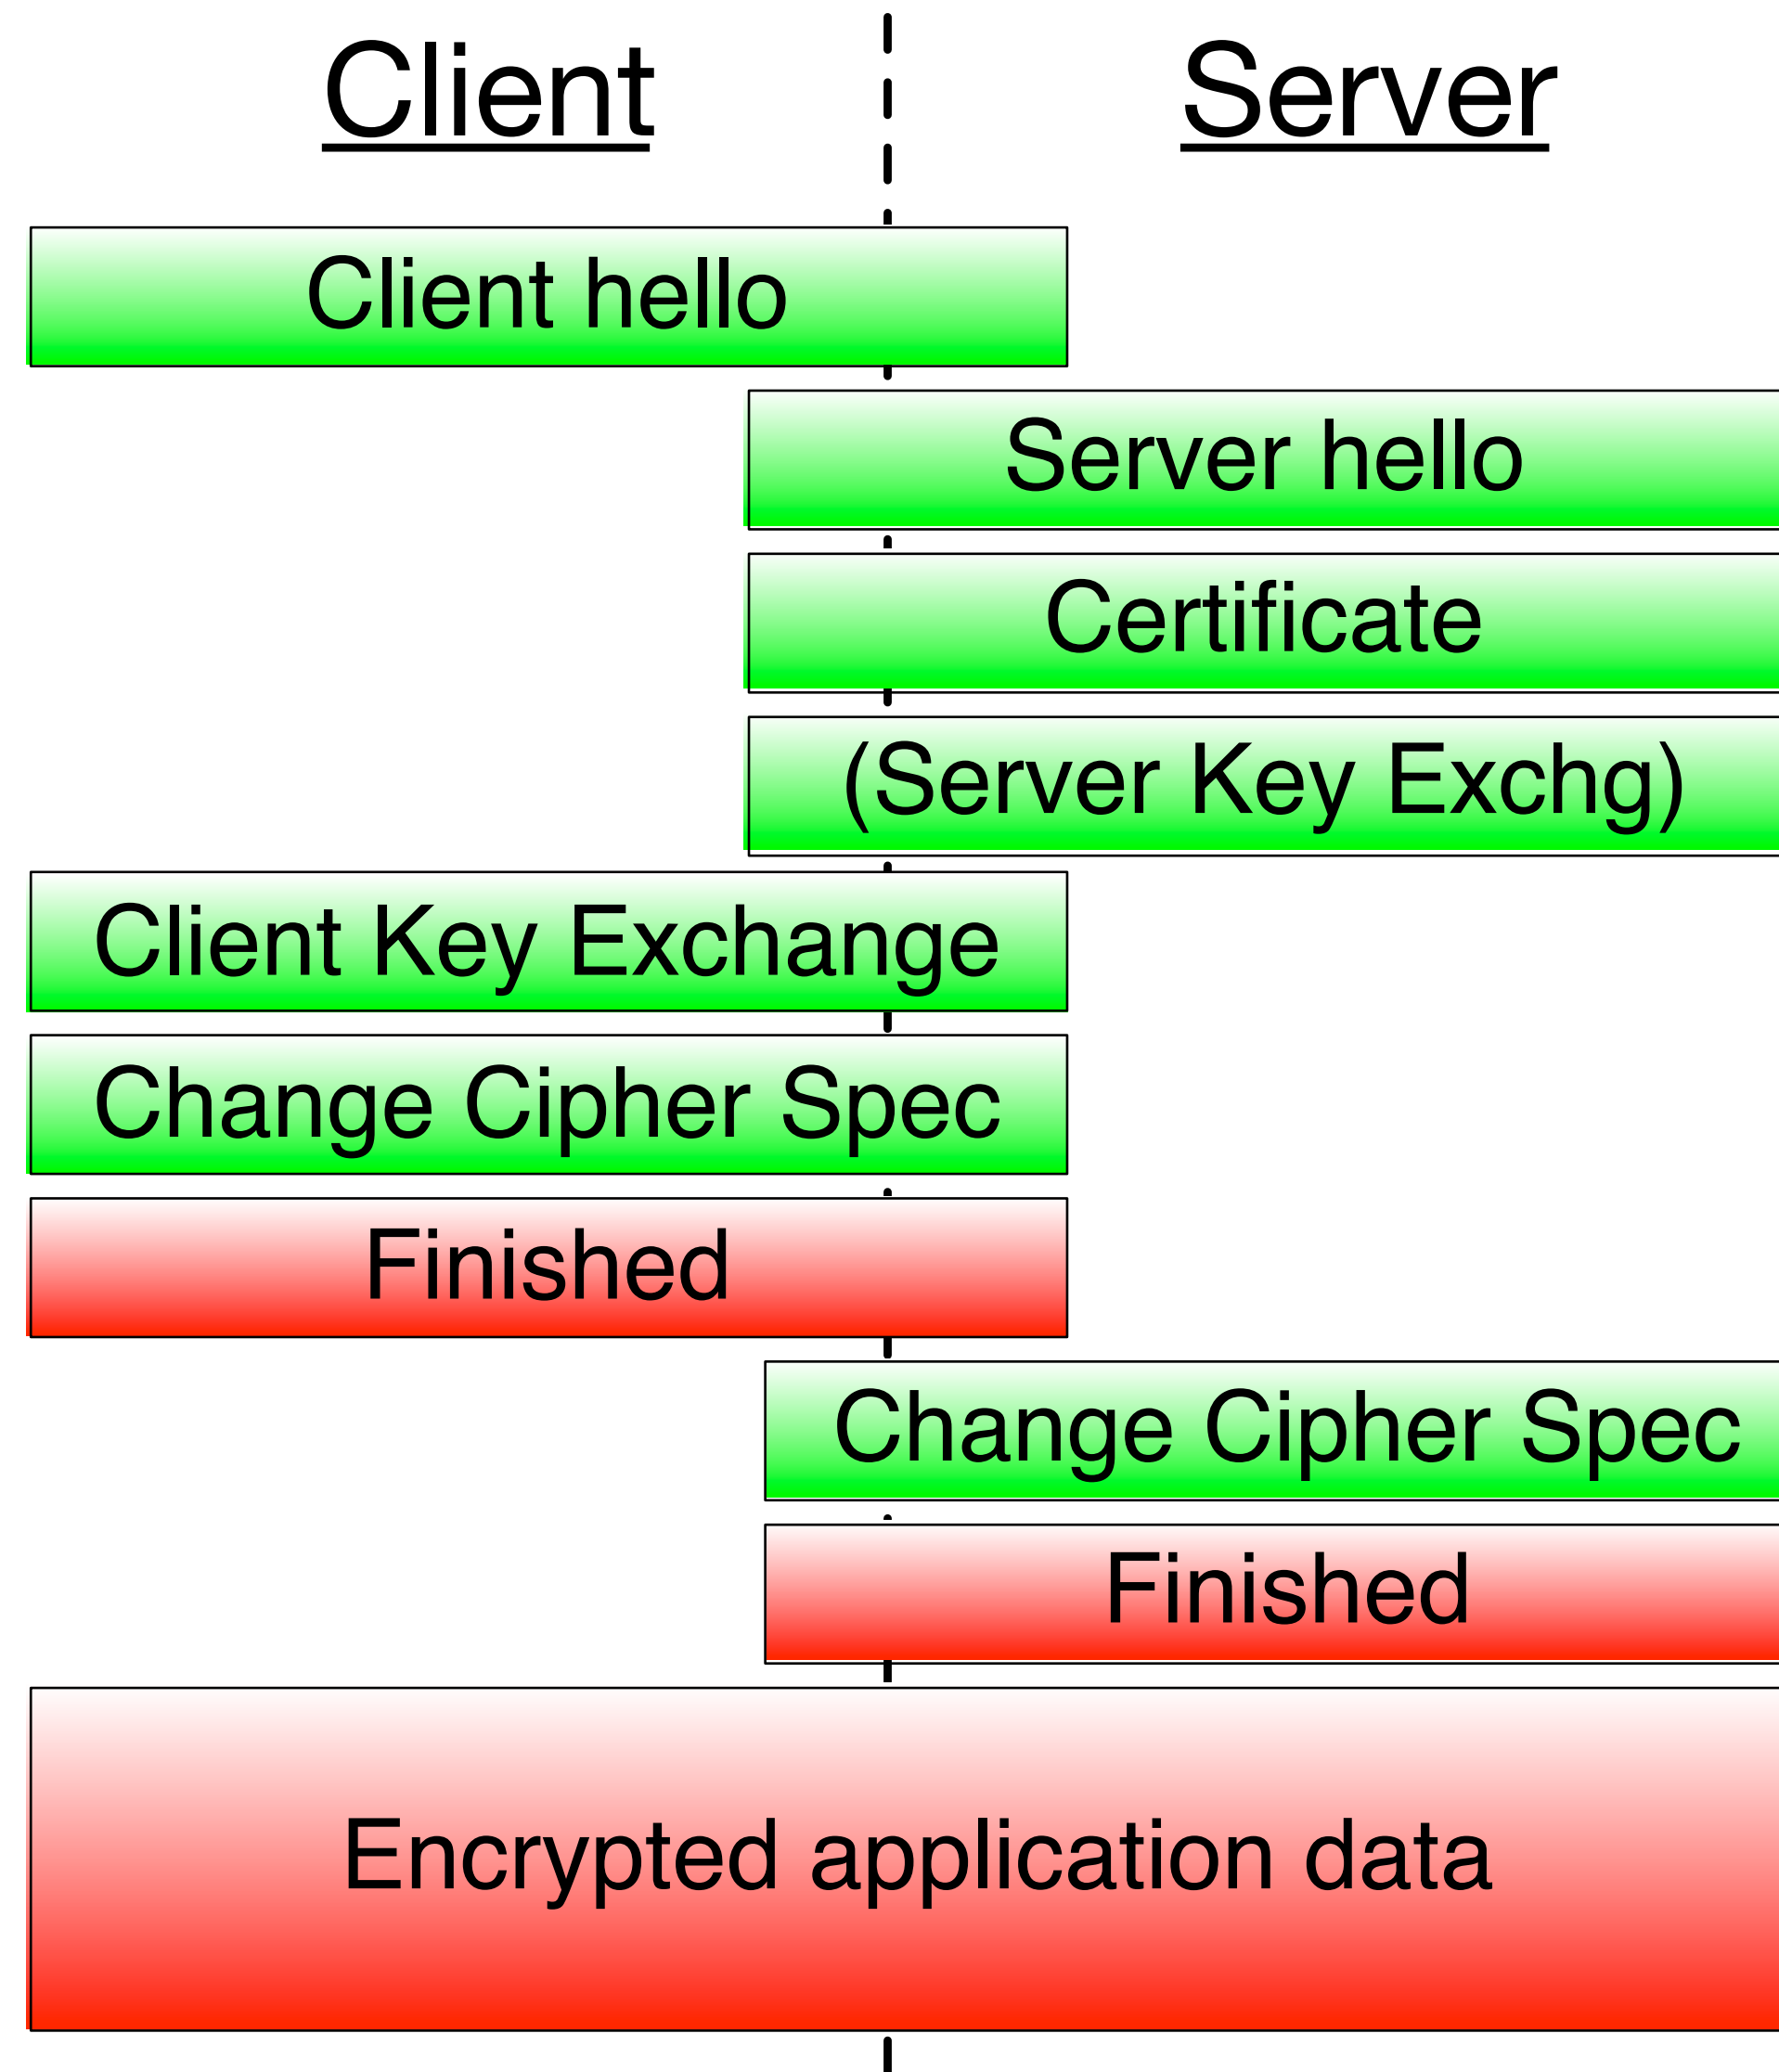 Client
Server
Client hello
Server hello
Certificate
(Server Key Exchg)
Client Key Exchange
Change Cipher Spec
Finished
Change Cipher Spec
Finished
Encrypted application data